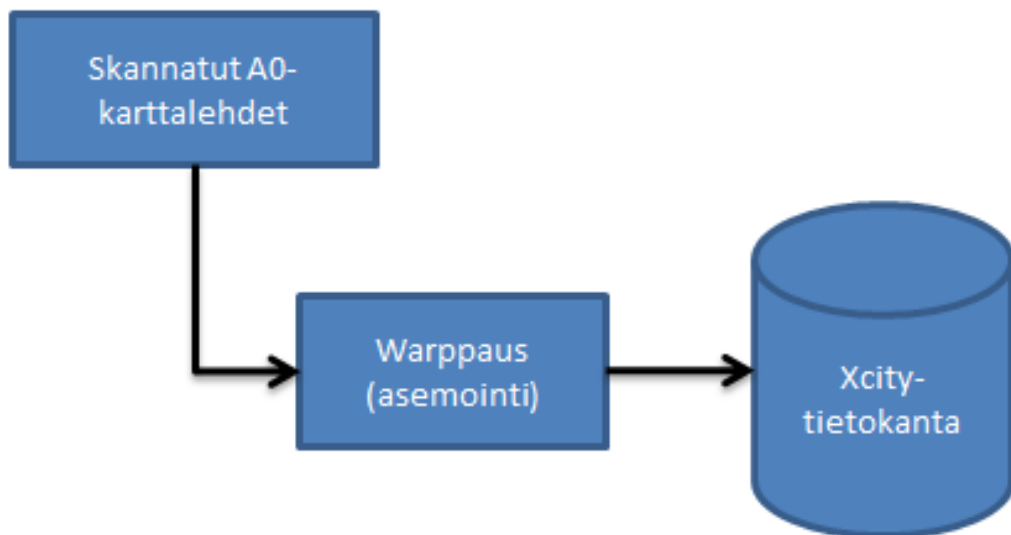 Skannatut A0-
karttalehdet
Warppaus
(asemointi)
Xcity-
tietokanta